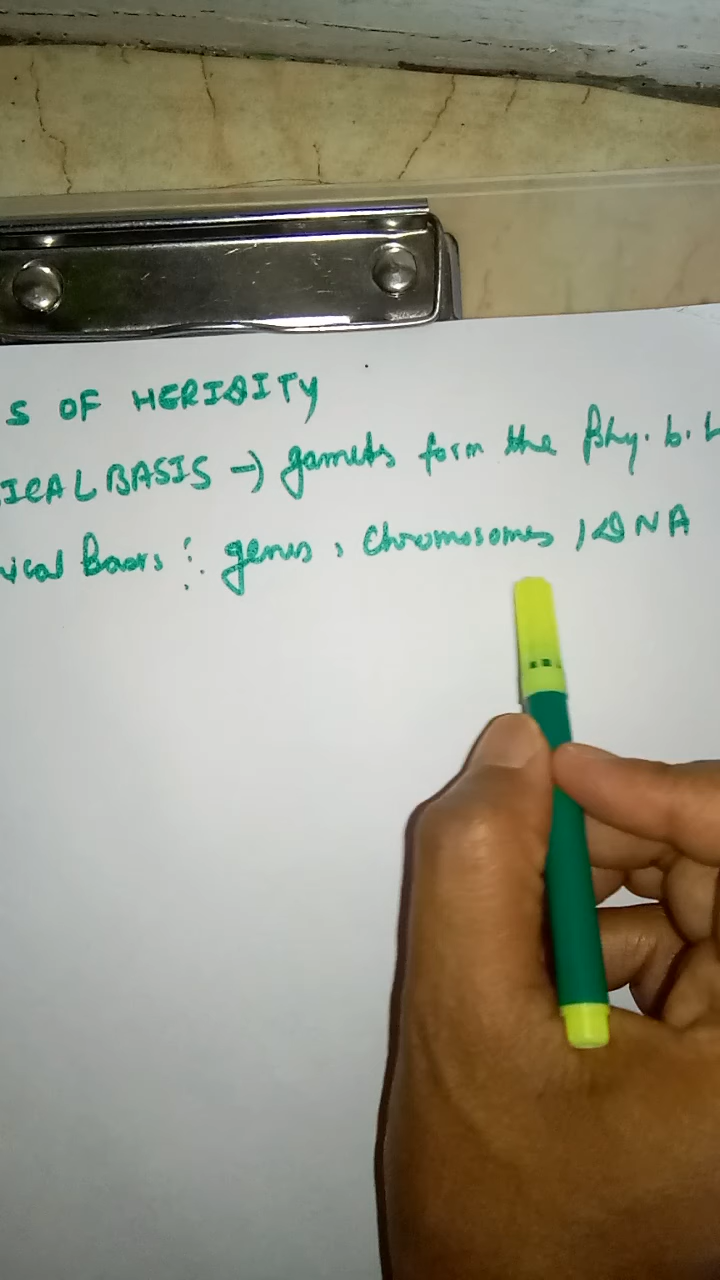 S OF HERIDITY
ICAL BASIS → gamets form the Phy. b.
ical Basis : genes, Chromosomes, DNA